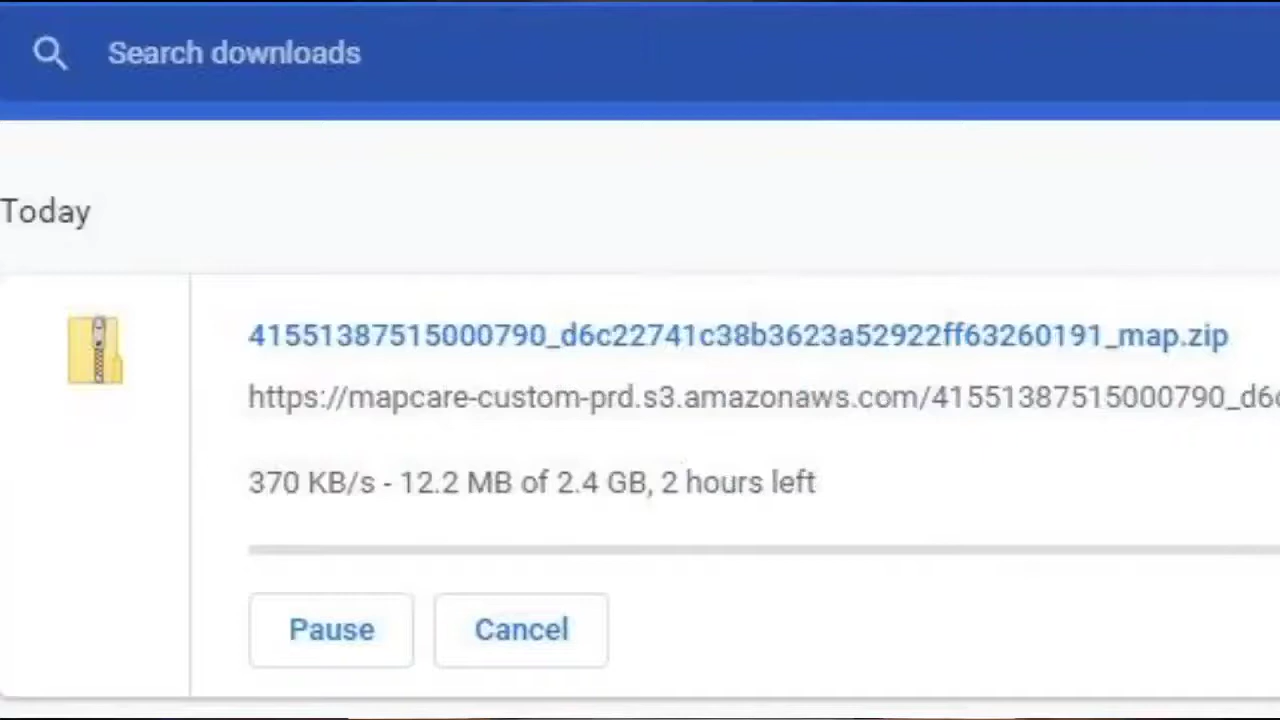 Search downloads
Today
41551387515000790_d6c22741c38b3623a52922ff63260191_map.zip
https://mapcare-custom-prd.s3.amazonaws.com/41551387515000790_d6c
370 KB/s - 12.2 MB of 2.4 GB, 2 hours left
Pause
Cancel